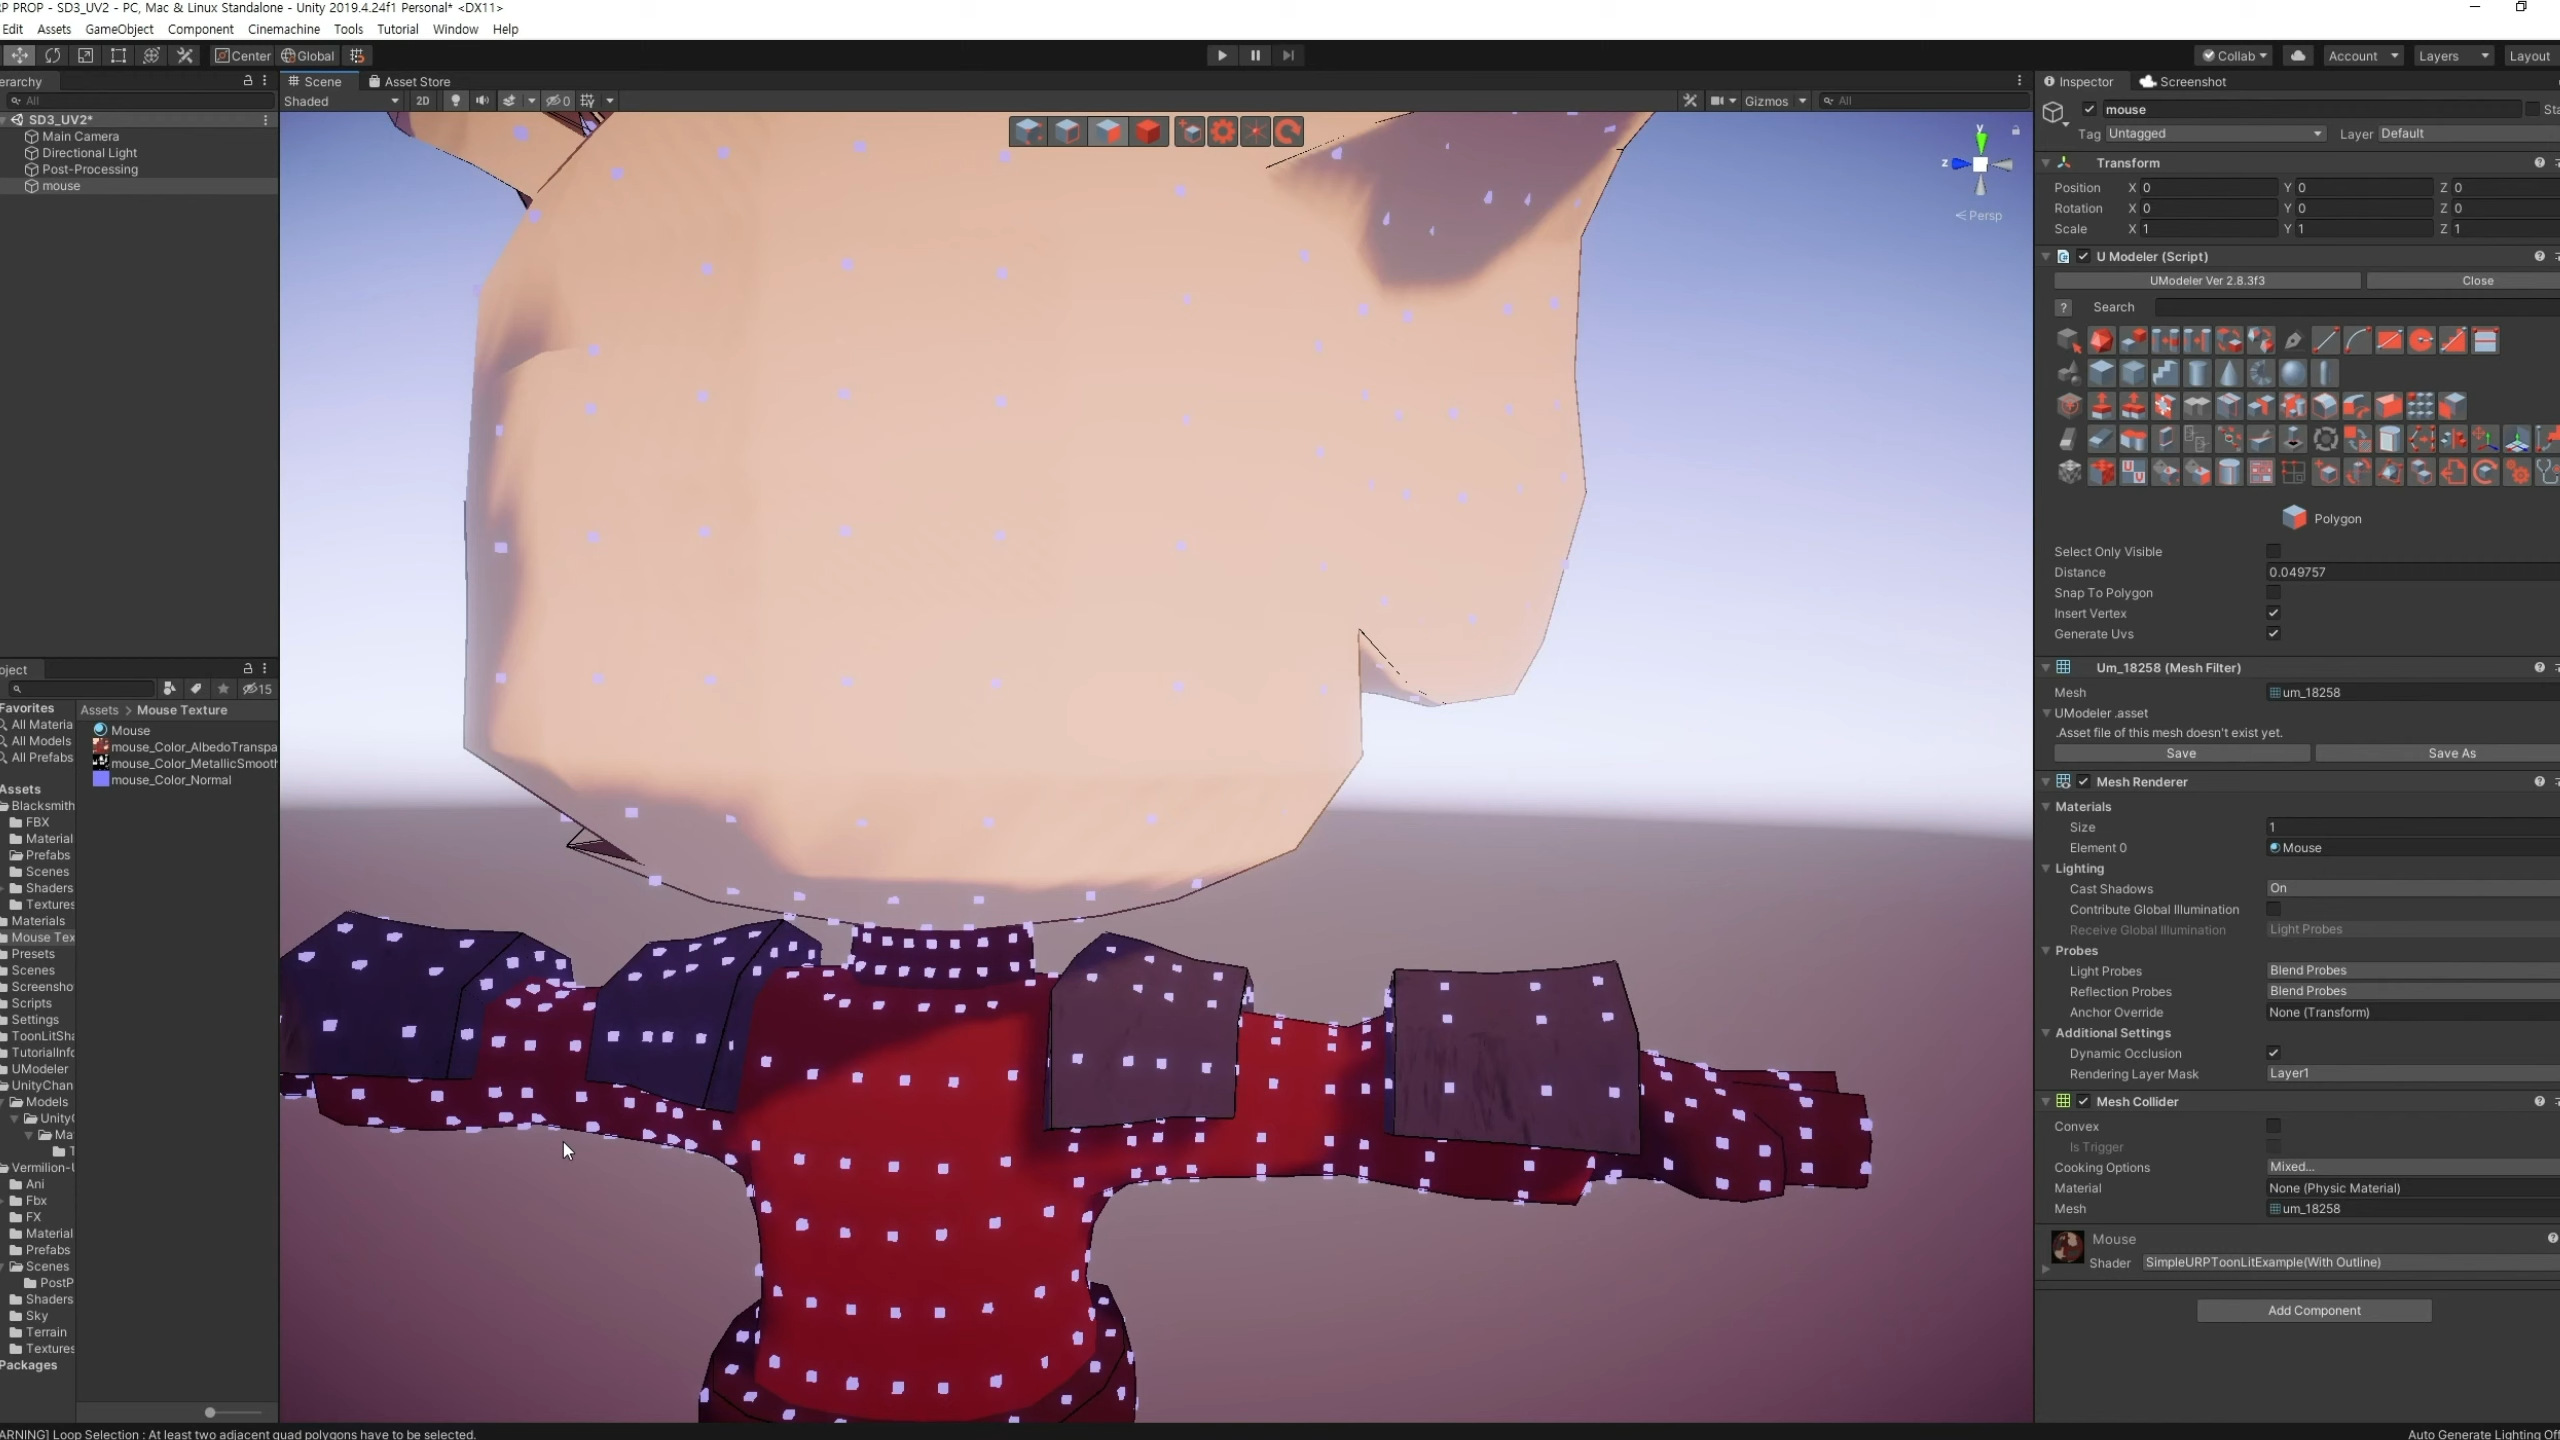 RP PROP - SD3_UV2 - PC, Mac & Linux Standalone - Unity 2019.4.24f1 Personal* <DX11>
Edit Assets GameObject Component Cinemachine Tools Tutorial Window Help
Center Global Collab Account Layers Layout
erarchy
All
SD3_UV2*
Main Camera
Directional Light
Post-Processing
mouse
Scene Asset Store
Shaded 2D 0 Gizmos All
y
z
Persp
oject
15
Favorites
All Materia
All Models
All Prefabs
Assets
Blacksmith
FBX
Material
Prefabs
Scenes
Shaders
Textures
Materials
Mouse Tex
Presets
Scenes
Screensho
Scripts
Settings
ToonLitSha
TutorialInfo
UModeler
UnityChan
Models
Unity
Ma
T
Vermilion-U
Ani
Fbx
FX
Material
Prefabs
Scenes
PostP
Shaders
Sky
Terrain
Textures
Packages
Assets > Mouse Texture
Mouse
mouse_Color_AlbedoTranspa
mouse_Color_MetallicSmooth
mouse_Color_Normal
Inspector Screenshot
mouse Sta
Tag Untagged Layer Default
Transform
Position X 0 Y 0 Z 0
Rotation X 0 Y 0 Z 0
Scale X 1 Y 1 Z 1
U Modeler (Script)
UModeler Ver 2.8.3f3 Close
? Search
Polygon
Select Only Visible
Distance 0.049757
Snap To Polygon
Insert Vertex
Generate Uvs
Um_18258 (Mesh Filter)
Mesh um_18258
UModeler .asset
.Asset file of this mesh doesn't exist yet.
Save Save As
Mesh Renderer
Materials
Size 1
Element 0 Mouse
Lighting
Cast Shadows On
Contribute Global Illumination
Receive Global Illumination Light Probes
Probes
Light Probes Blend Probes
Reflection Probes Blend Probes
Anchor Override None (Transform)
Additional Settings
Dynamic Occlusion
Rendering Layer Mask Layer1
Mesh Collider
Convex
Is Trigger
Cooking Options Mixed...
Material None (Physic Material)
Mesh um_18258
Mouse
Shader SimpleURPToonLitExample(With Outline)
Add Component
ARNING] Loop Selection : At least two adjacent quad polygons have to be selected.
Auto Generate Lighting Off